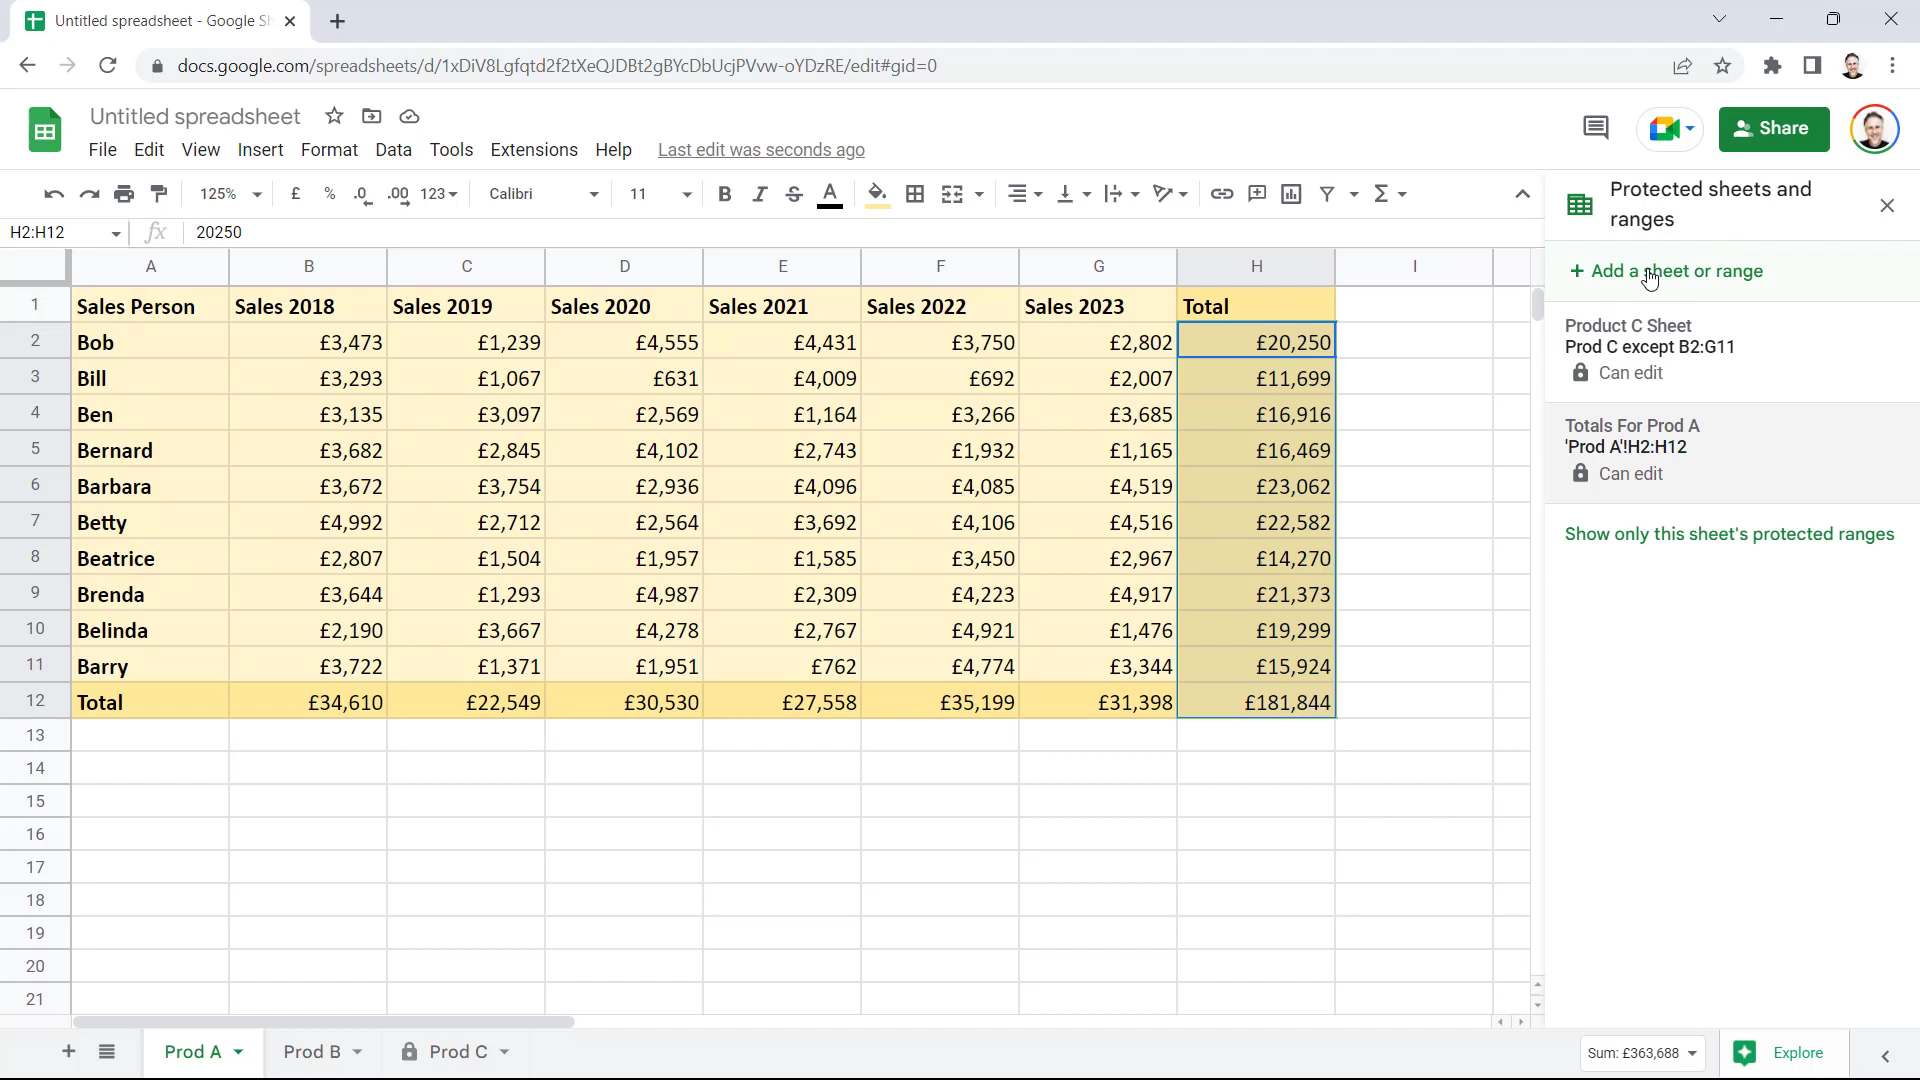 Untitled spreadsheet - Google Sh
docs.google.com/spreadsheets/d/1xDiV8Lgfqtd2f2tXeQJDBt2gBYcDbUcjPVvw-oYDzRE/edit#gid=0
Untitled spreadsheet
File Edit View Insert Format Data Tools Extensions Help Last edit was seconds ago
Share
125% £ % .0 .00 123 Calibri 11 B I S A Σ
H2:H12 fx 20250
Protected sheets and
ranges
+ Add a sheet or range
Product C Sheet
Prod C except B2:G11
Can edit
Totals For Prod A
'Prod A'!H2:H12
Can edit
Show only this sheet's protected ranges
A B C D E F G H I
1 Sales Person Sales 2018 Sales 2019 Sales 2020 Sales 2021 Sales 2022 Sales 2023 Total
2 Bob £3,473 £1,239 £4,555 £4,431 £3,750 £2,802 £20,250
3 Bill £3,293 £1,067 £631 £4,009 £692 £2,007 £11,699
4 Ben £3,135 £3,097 £2,569 £1,164 £3,266 £3,685 £16,916
5 Bernard £3,682 £2,845 £4,102 £2,743 £1,932 £1,165 £16,469
6 Barbara £3,672 £3,754 £2,936 £4,096 £4,085 £4,519 £23,062
7 Betty £4,992 £2,712 £2,564 £3,692 £4,106 £4,516 £22,582
8 Beatrice £2,807 £1,504 £1,957 £1,585 £3,450 £2,967 £14,270
9 Brenda £3,644 £1,293 £4,987 £2,309 £4,223 £4,917 £21,373
10 Belinda £2,190 £3,667 £4,278 £2,767 £4,921 £1,476 £19,299
11 Barry £3,722 £1,371 £1,951 £762 £4,774 £3,344 £15,924
12 Total £34,610 £22,549 £30,530 £27,558 £35,199 £31,398 £181,844
13
14
15
16
17
18
19
20
21
Prod A Prod B Prod C Sum: £363,688 Explore